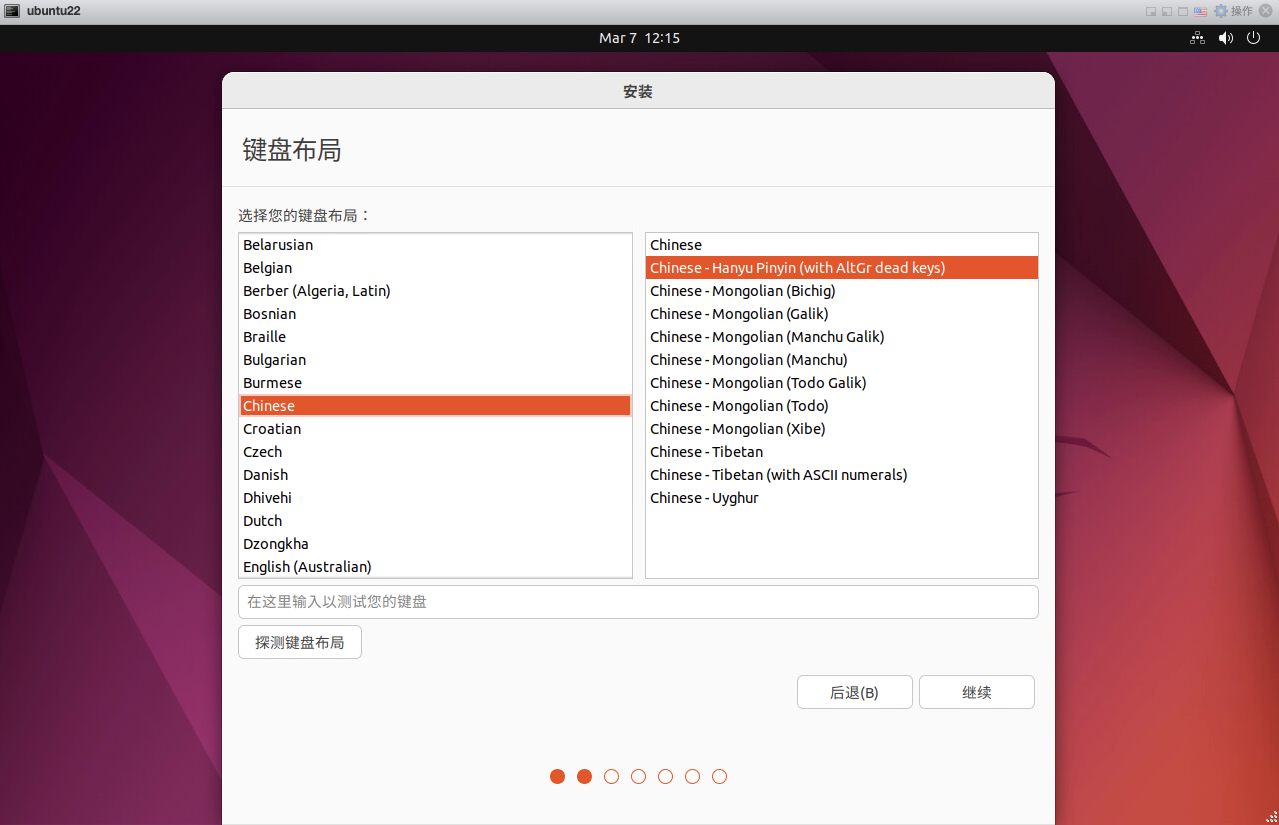 ubuntu22
操作
Mar 7 12:15
安装
键盘布局
选择您的键盘布局：
Belarusian
Belgian
Berber (Algeria, Latin)
Bosnian
Braille
Bulgarian
Burmese
Chinese
Croatian
Czech
Danish
Dhivehi
Dutch
Dzongkha
English (Australian)
Chinese
Chinese - Hanyu Pinyin (with AltGr dead keys)
Chinese - Mongolian (Bichig)
Chinese - Mongolian (Galik)
Chinese - Mongolian (Manchu Galik)
Chinese - Mongolian (Manchu)
Chinese - Mongolian (Todo Galik)
Chinese - Mongolian (Todo)
Chinese - Mongolian (Xibe)
Chinese - Tibetan
Chinese - Tibetan (with ASCII numerals)
Chinese - Uyghur
在这里输入以测试您的键盘
探测键盘布局
后退(B)
继续